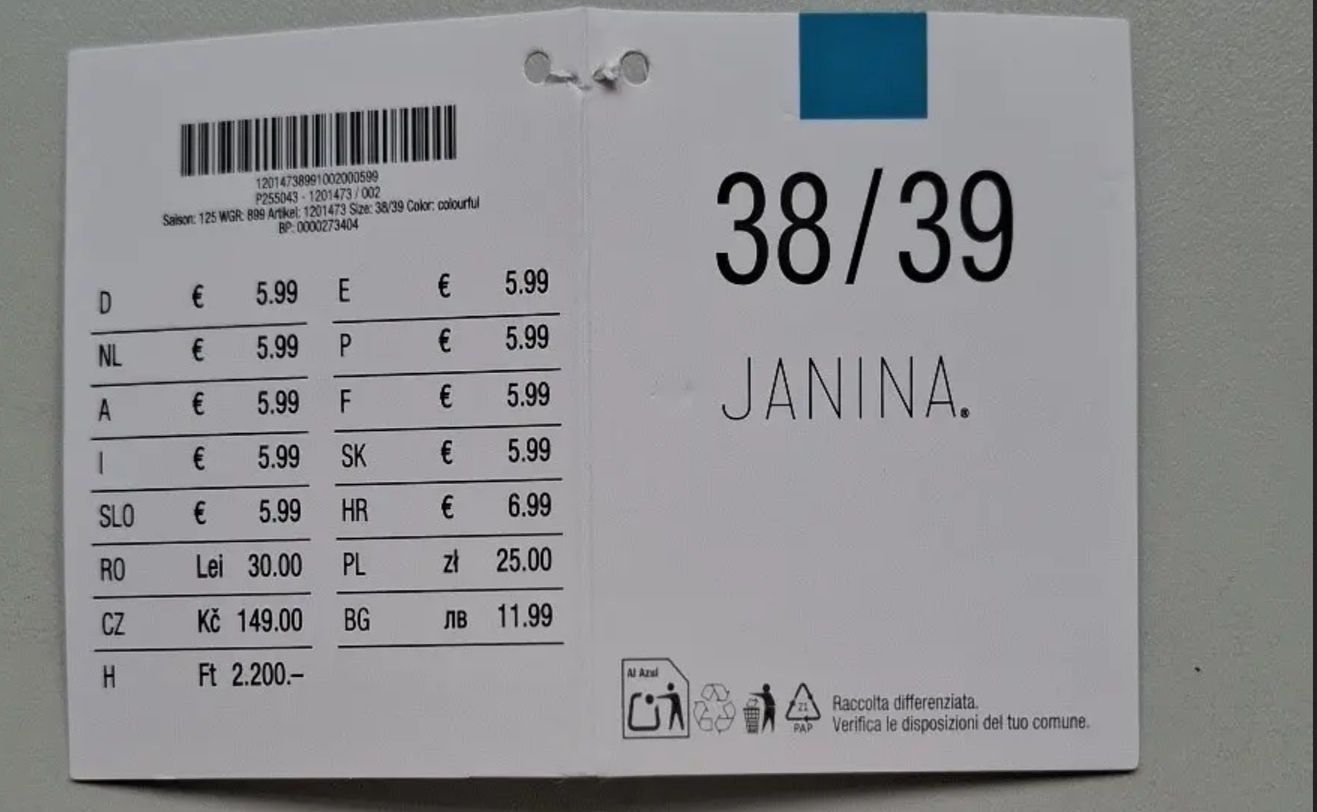 12014738991002000599
P255043 - 1201473 / 002
Saison: 125 WGR: 899 Artikel: 1201473 Size: 38/39 Color: colourful
BP: 0000273404
D € 5.99 E € 5.99
NL € 5.99 P € 5.99
A € 5.99 F € 5.99
I € 5.99 SK € 5.99
SLO € 5.99 HR € 6.99
RO Lei 30.00 PL zł 25.00
CZ Kč 149.00 BG лв 11.99
H Ft 2.200.–
38/39
JANINA®
Al Azul
21
PAP
Raccolta differenziata.
Verifica le disposizioni del tuo comune.